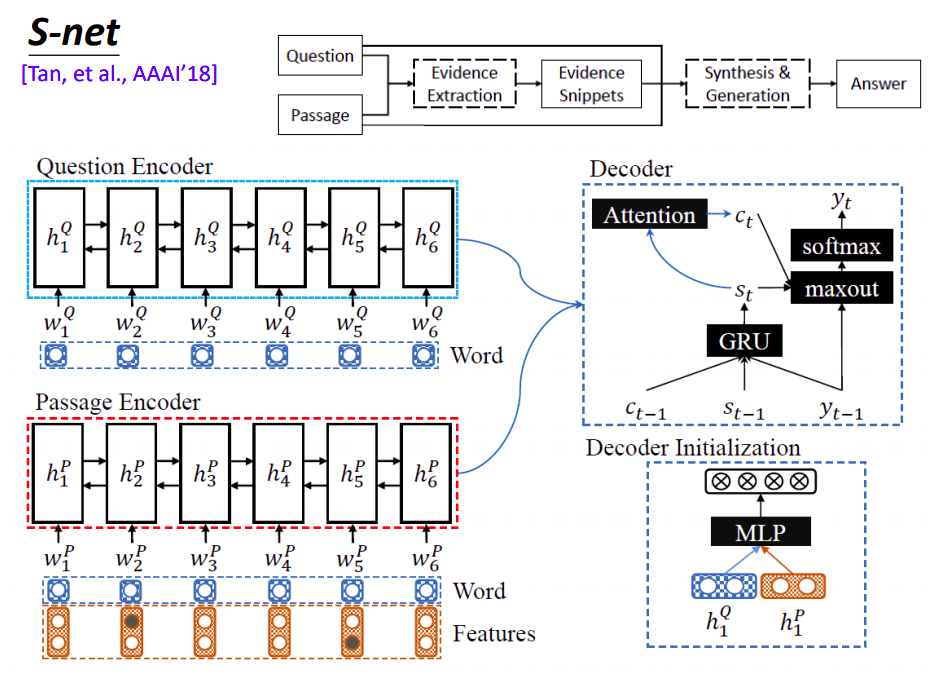 S-net
[Tan, et al., AAAI'18]
Question
Passage
Evidence
Extraction
Evidence
Snippets
Synthesis &
Generation
Answer
Question Encoder
h_1^Q h_2^Q h_3^Q h_4^Q h_5^Q h_6^Q
w_1^Q w_2^Q w_3^Q w_4^Q w_5^Q w_6^Q
Word
Passage Encoder
h_1^P h_2^P h_3^P h_4^P h_5^P h_6^P
w_1^P w_2^P w_3^P w_4^P w_5^P w_6^P
Word
Features
Decoder
Attention c_t y_t
softmax
s_t maxout
GRU
c_{t-1} s_{t-1} y_{t-1}
Decoder Initialization
MLP
h_1^Q h_1^P